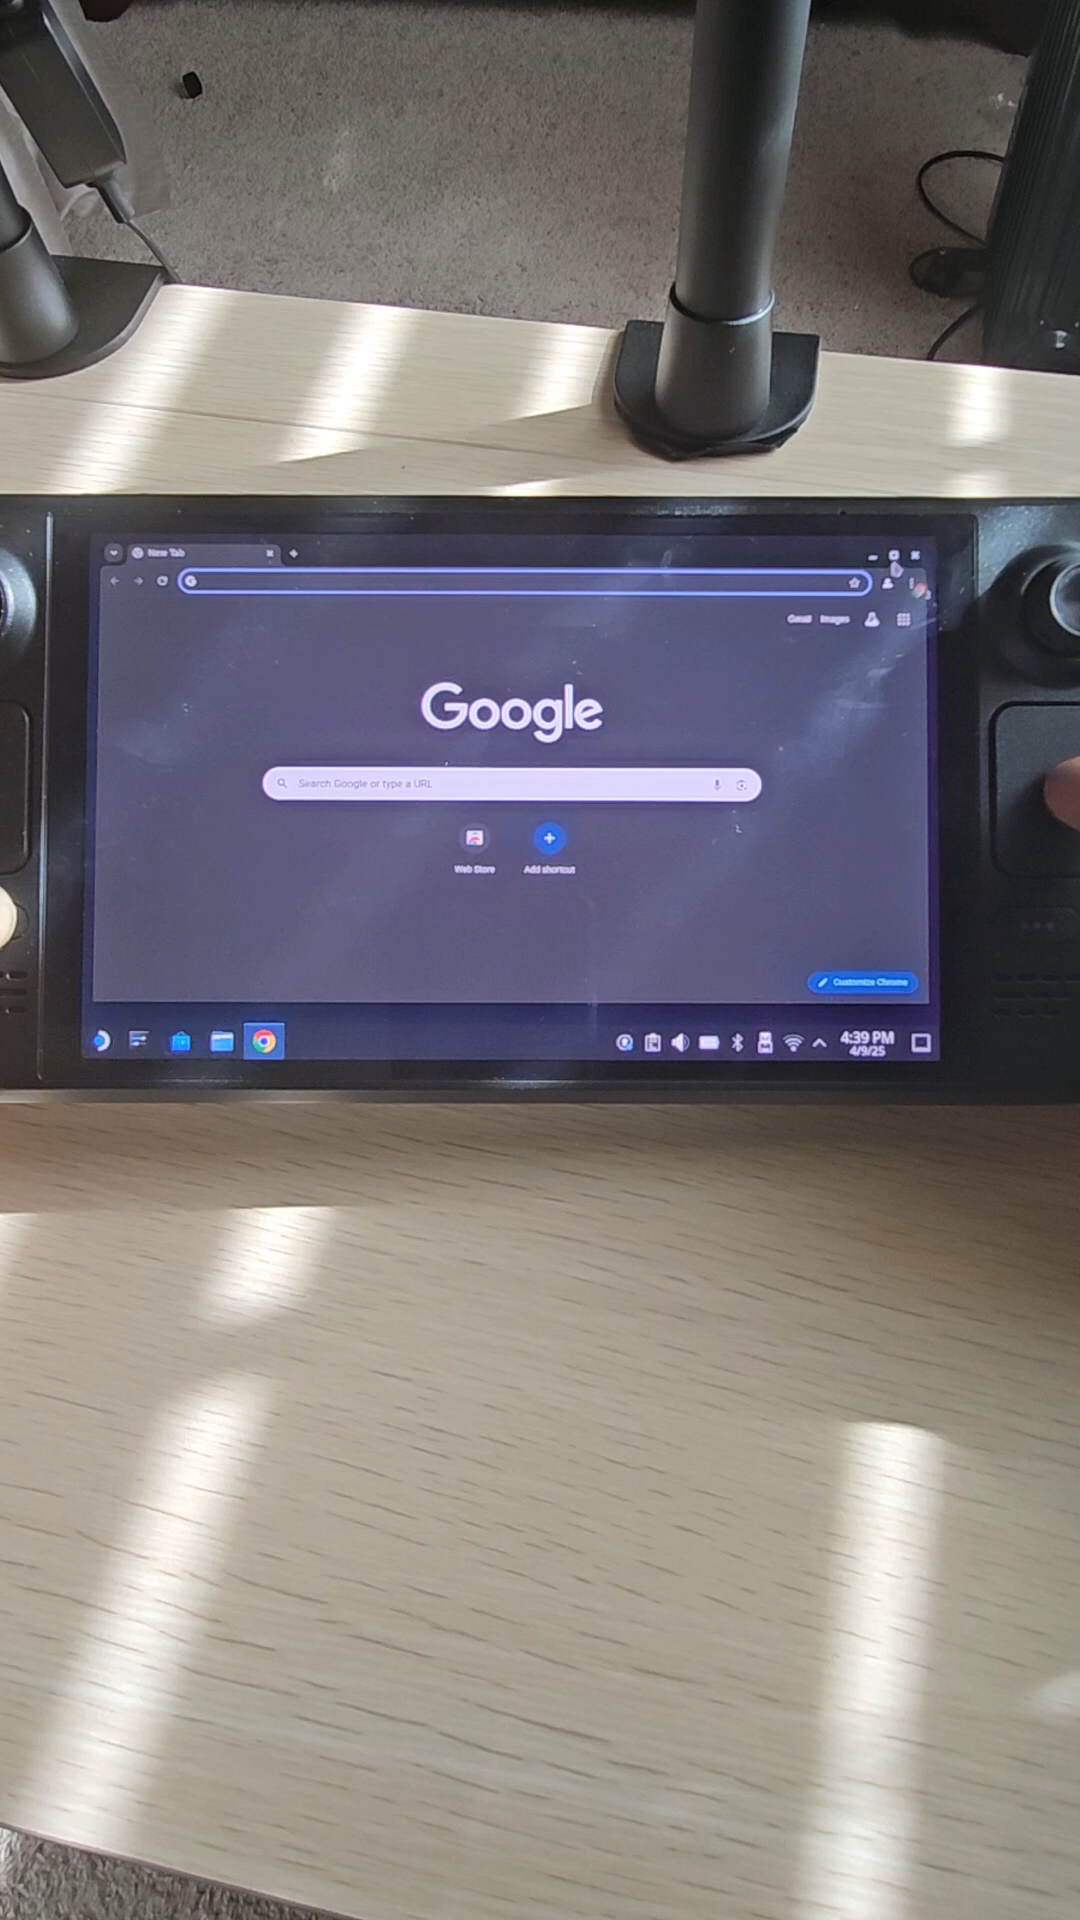 New Tab
Gmail Images
Google
Search Google or type a URL
Web Store Add shortcut
Customize Chrome
4:39 PM
4/9/25